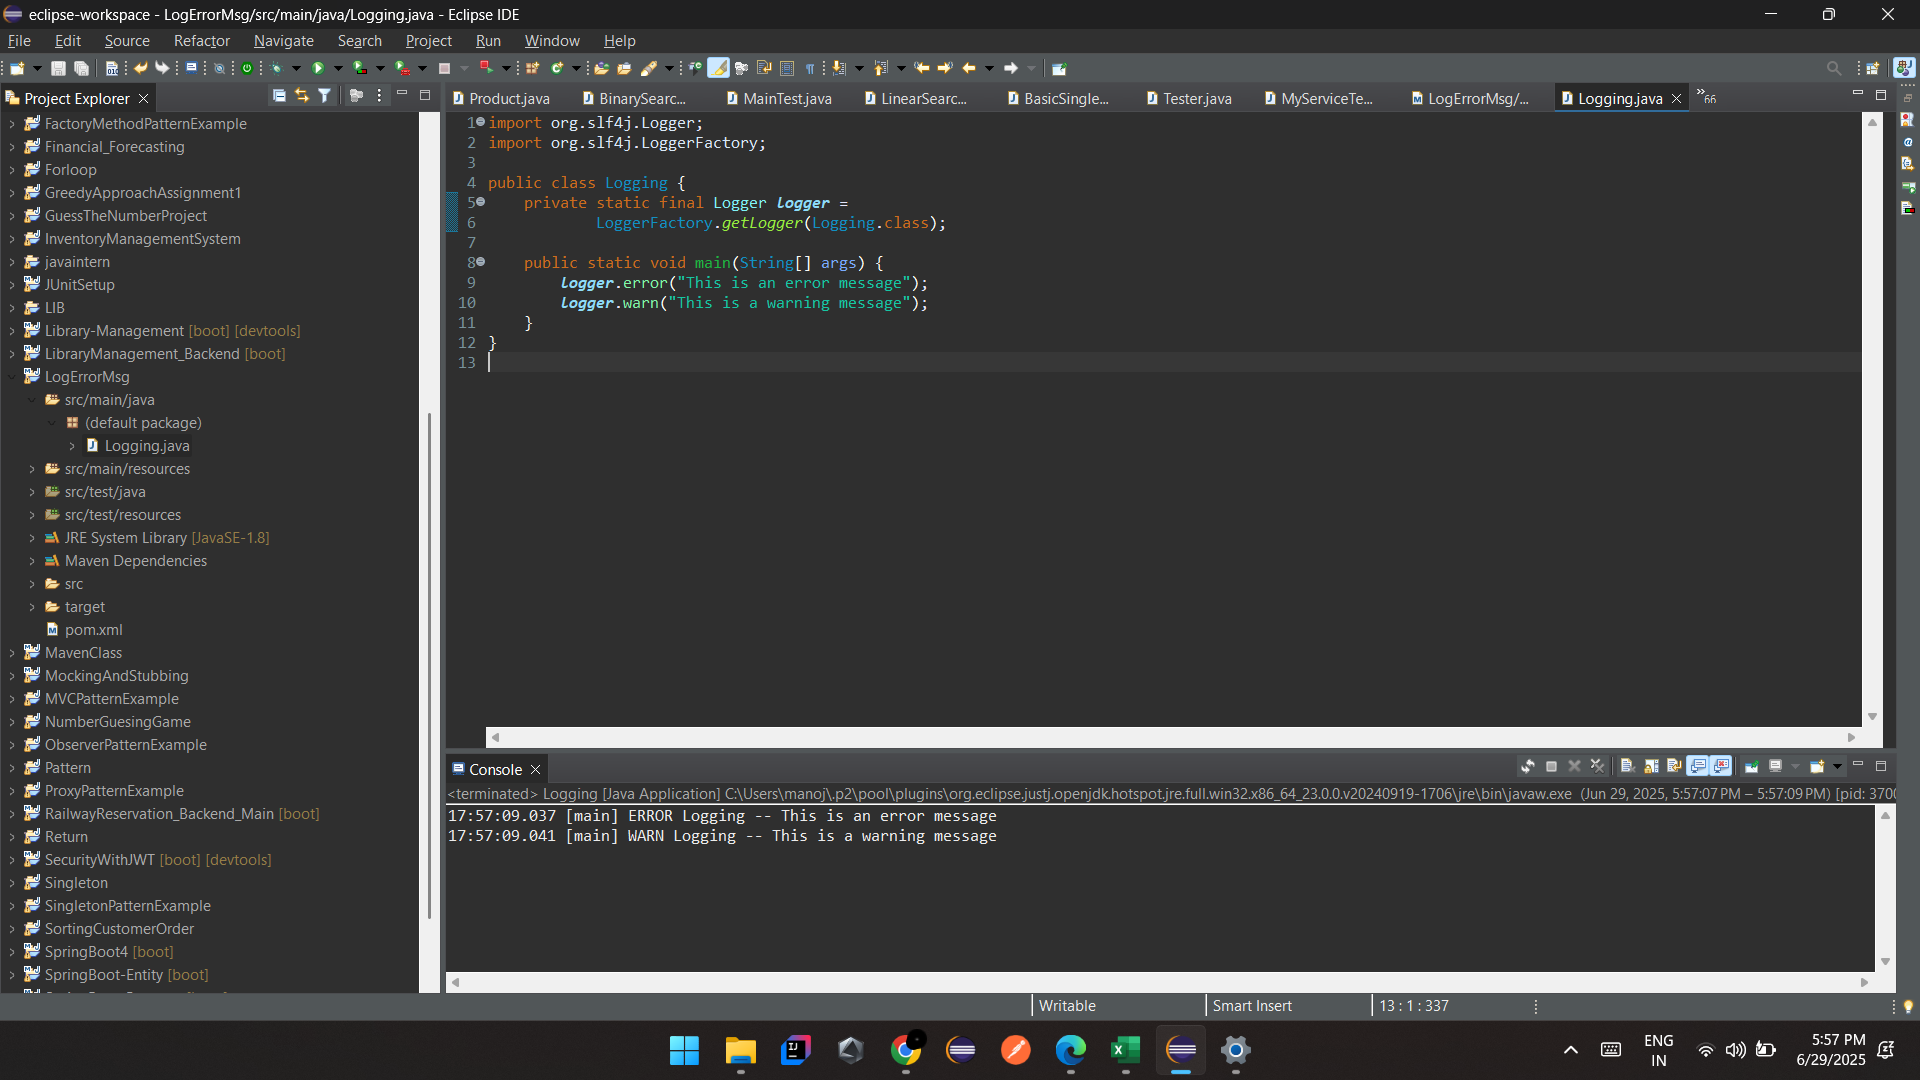 eclipse-workspace - LogErrorMsg/src/main/java/Logging.java - Eclipse IDE
File Edit Source Refactor Navigate Search Project Run Window Help
Project Explorer
FactoryMethodPatternExample
Financial_Forecasting
Forloop
GreedyApproachAssignment1
GuessTheNumberProject
InventoryManagementSystem
javaintern
JUnitSetup
LIB
Library-Management [boot] [devtools]
LibraryManagement_Backend [boot]
LogErrorMsg
src/main/java
(default package)
Logging.java
src/main/resources
src/test/java
src/test/resources
JRE System Library [JavaSE-1.8]
Maven Dependencies
src
target
pom.xml
MavenClass
MockingAndStubbing
MVCPatternExample
NumberGuesingGame
ObserverPatternExample
Pattern
ProxyPatternExample
RailwayReservation_Backend_Main [boot]
Return
SecurityWithJWT [boot] [devtools]
Singleton
SingletonPatternExample
SortingCustomerOrder
SpringBoot4 [boot]
SpringBoot-Entity [boot]
Product.java BinarySearc... MainTest.java LinearSearc... BasicSingle... Tester.java MyServiceTe... LogErrorMsg/... Logging.java »66
1 import org.slf4j.Logger;
2 import org.slf4j.LoggerFactory;
3
4 public class Logging {
5 private static final Logger logger =
6 LoggerFactory.getLogger(Logging.class);
7
8 public static void main(String[] args) {
9 logger.error("This is an error message");
10 logger.warn("This is a warning message");
11 }
12 }
13
Console
<terminated> Logging [Java Application] C:\Users\manoj\.p2\pool\plugins\org.eclipse.justj.openjdk.hotspot.jre.full.win32.x86_64_23.0.0.v20240919-1706\jre\bin\javaw.exe (Jun 29, 2025, 5:57:07 PM – 5:57:09 PM) [pid: 3700
17:57:09.037 [main] ERROR Logging -- This is an error message
17:57:09.041 [main] WARN Logging -- This is a warning message
Writable Smart Insert 13 : 1 : 337
ENG
IN
5:57 PM
6/29/2025